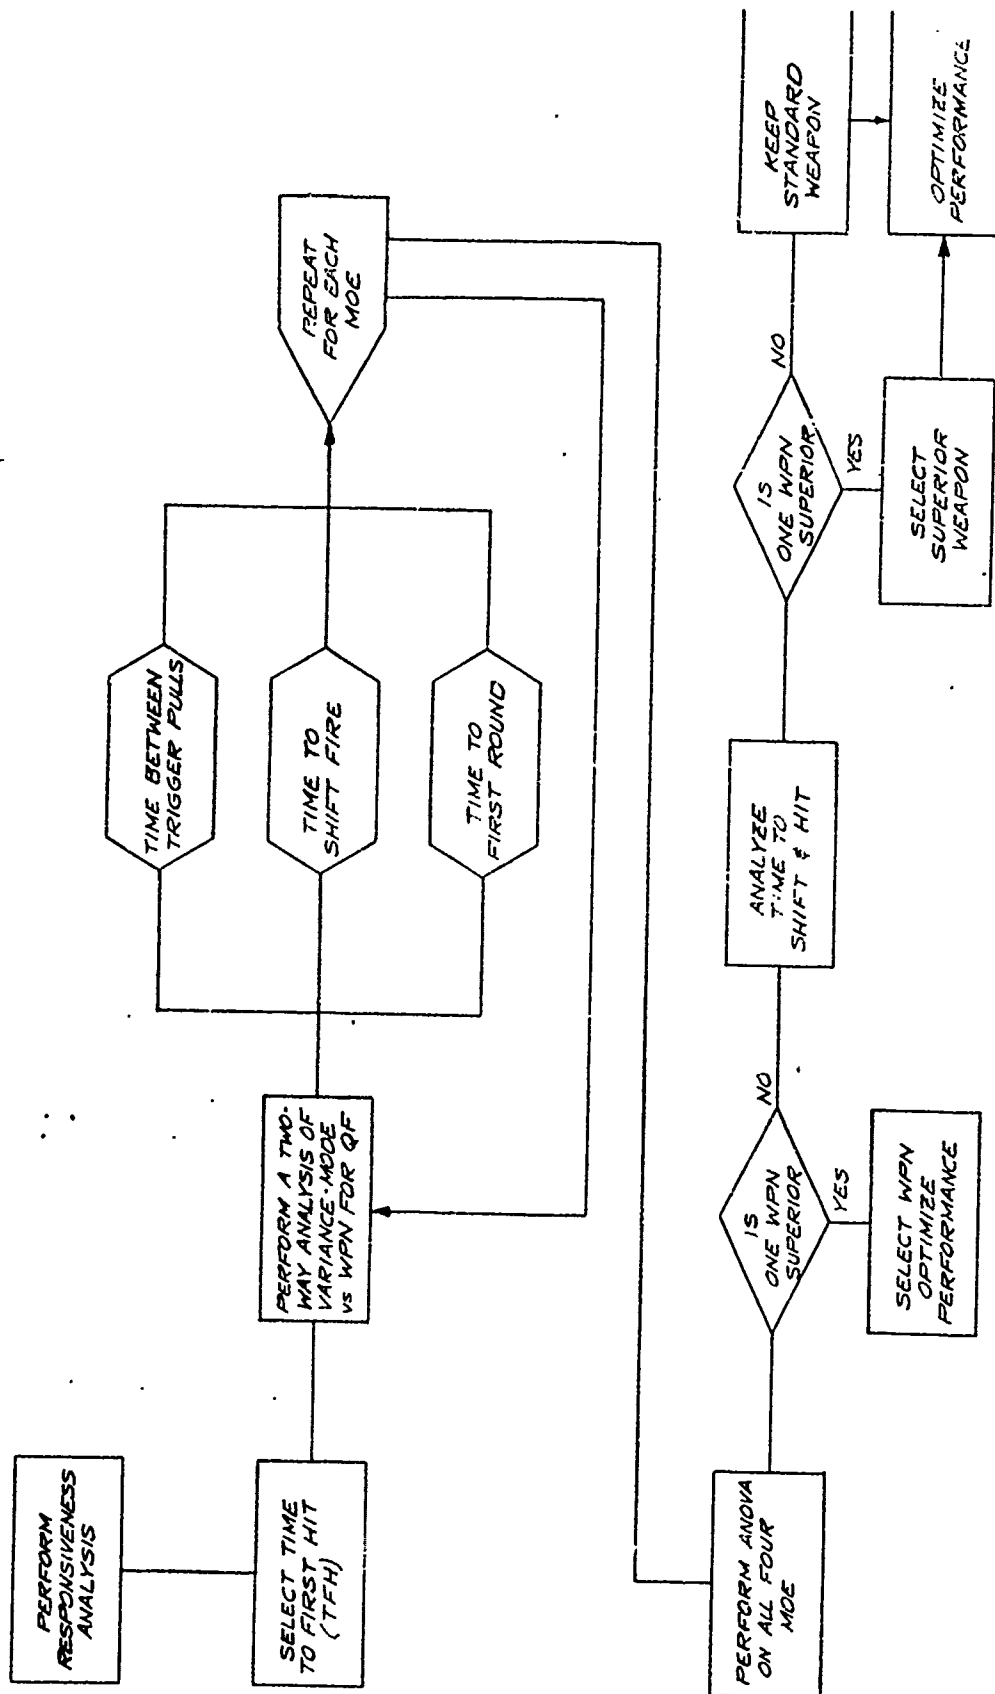 PERFORM
RESPONSIVENESS
ANALYSIS
SELECT TIME
TO FIRST HIT
(TFH)
PERFORM A TWO-
WAY ANALYSIS OF
VARIANCE-MODE
VS WPN FOR QF
TIME BETWEEN
TRIGGER PULLS
TIME TO
SHIFT FIRE
TIME TO
FIRST ROUND
REPEAT
FOR EACH
MOE
PERFORM ANOVA
ON ALL FOUR
MOE
IS
ONE WPN
SUPERIOR
YES
NO
SELECT WPN
OPTIMIZE
PERFORMANCE
ANALYZE
TIME TO
SHIFT & HIT
IS
ONE WPN
SUPERIOR.
YES
NO
SELECT
SUPERIOR
WEAPON
KEEP
STANDARD
WEAPON
OPTIMIZE
PERFORMANCE